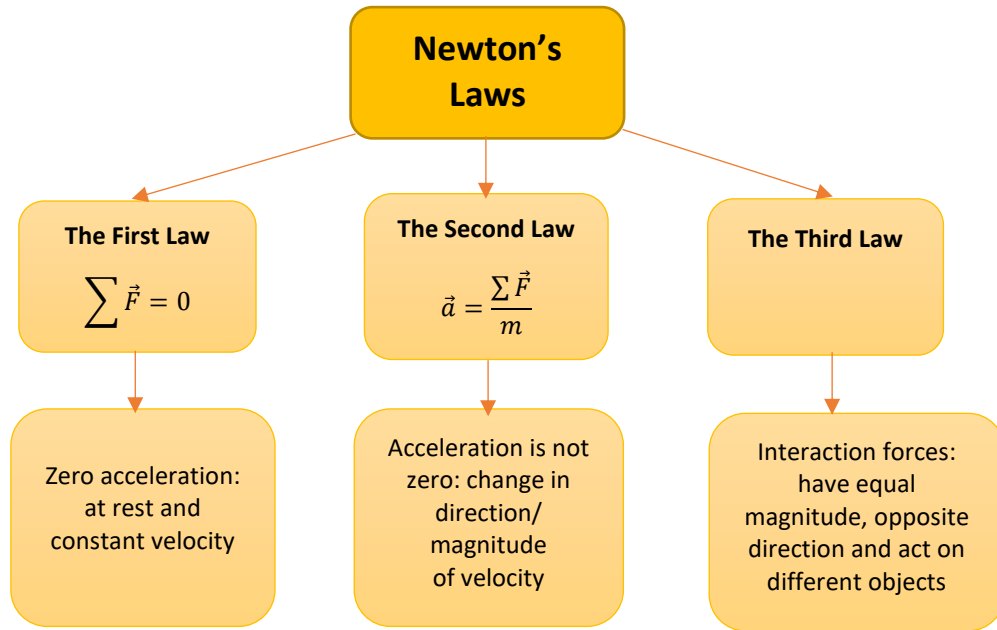 Newton's
Laws
The First Law
∑ F⃗ = 0
The Second Law
a⃗ = ∑ F⃗ / m
The Third Law
Zero acceleration:
at rest and
constant velocity
Acceleration is not
zero: change in
direction/
magnitude
of velocity
Interaction forces:
have equal
magnitude, opposite
direction and act on
different objects